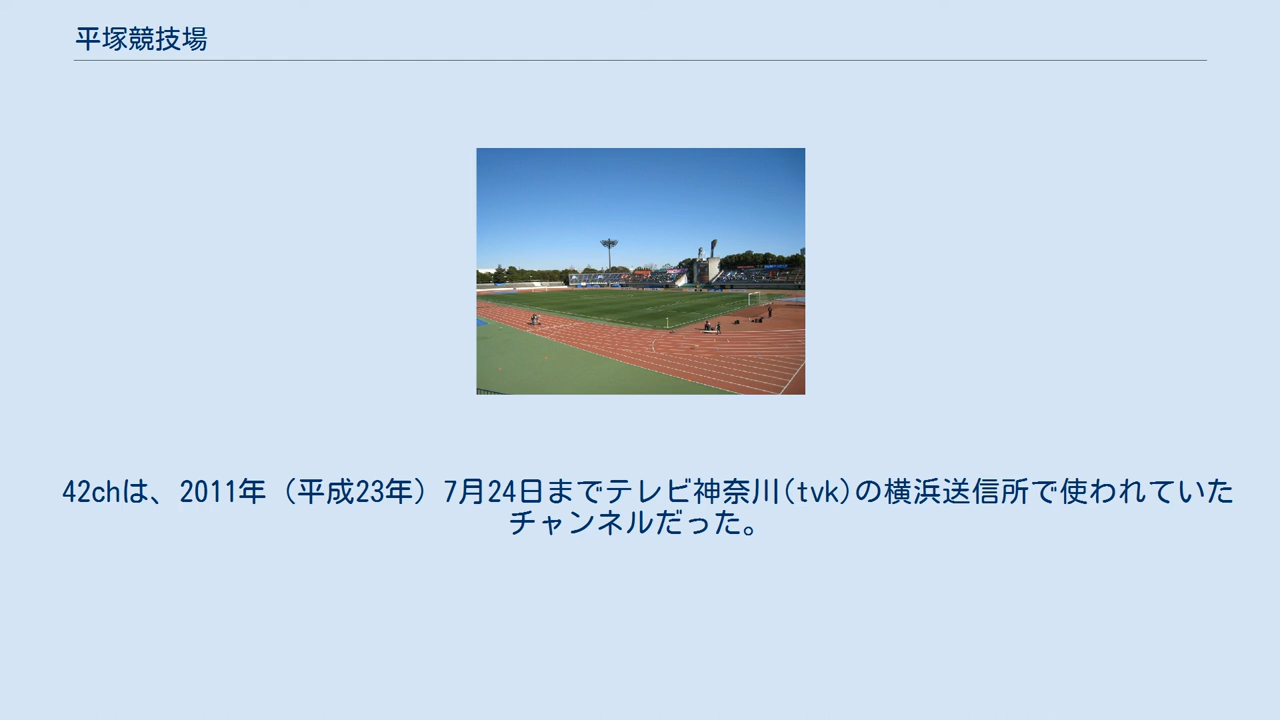 平塚競技場
42chは、2011年（平成23年）7月24日までテレビ神奈川(tvk)の横浜送信所で使われていた
チャンネルだった。